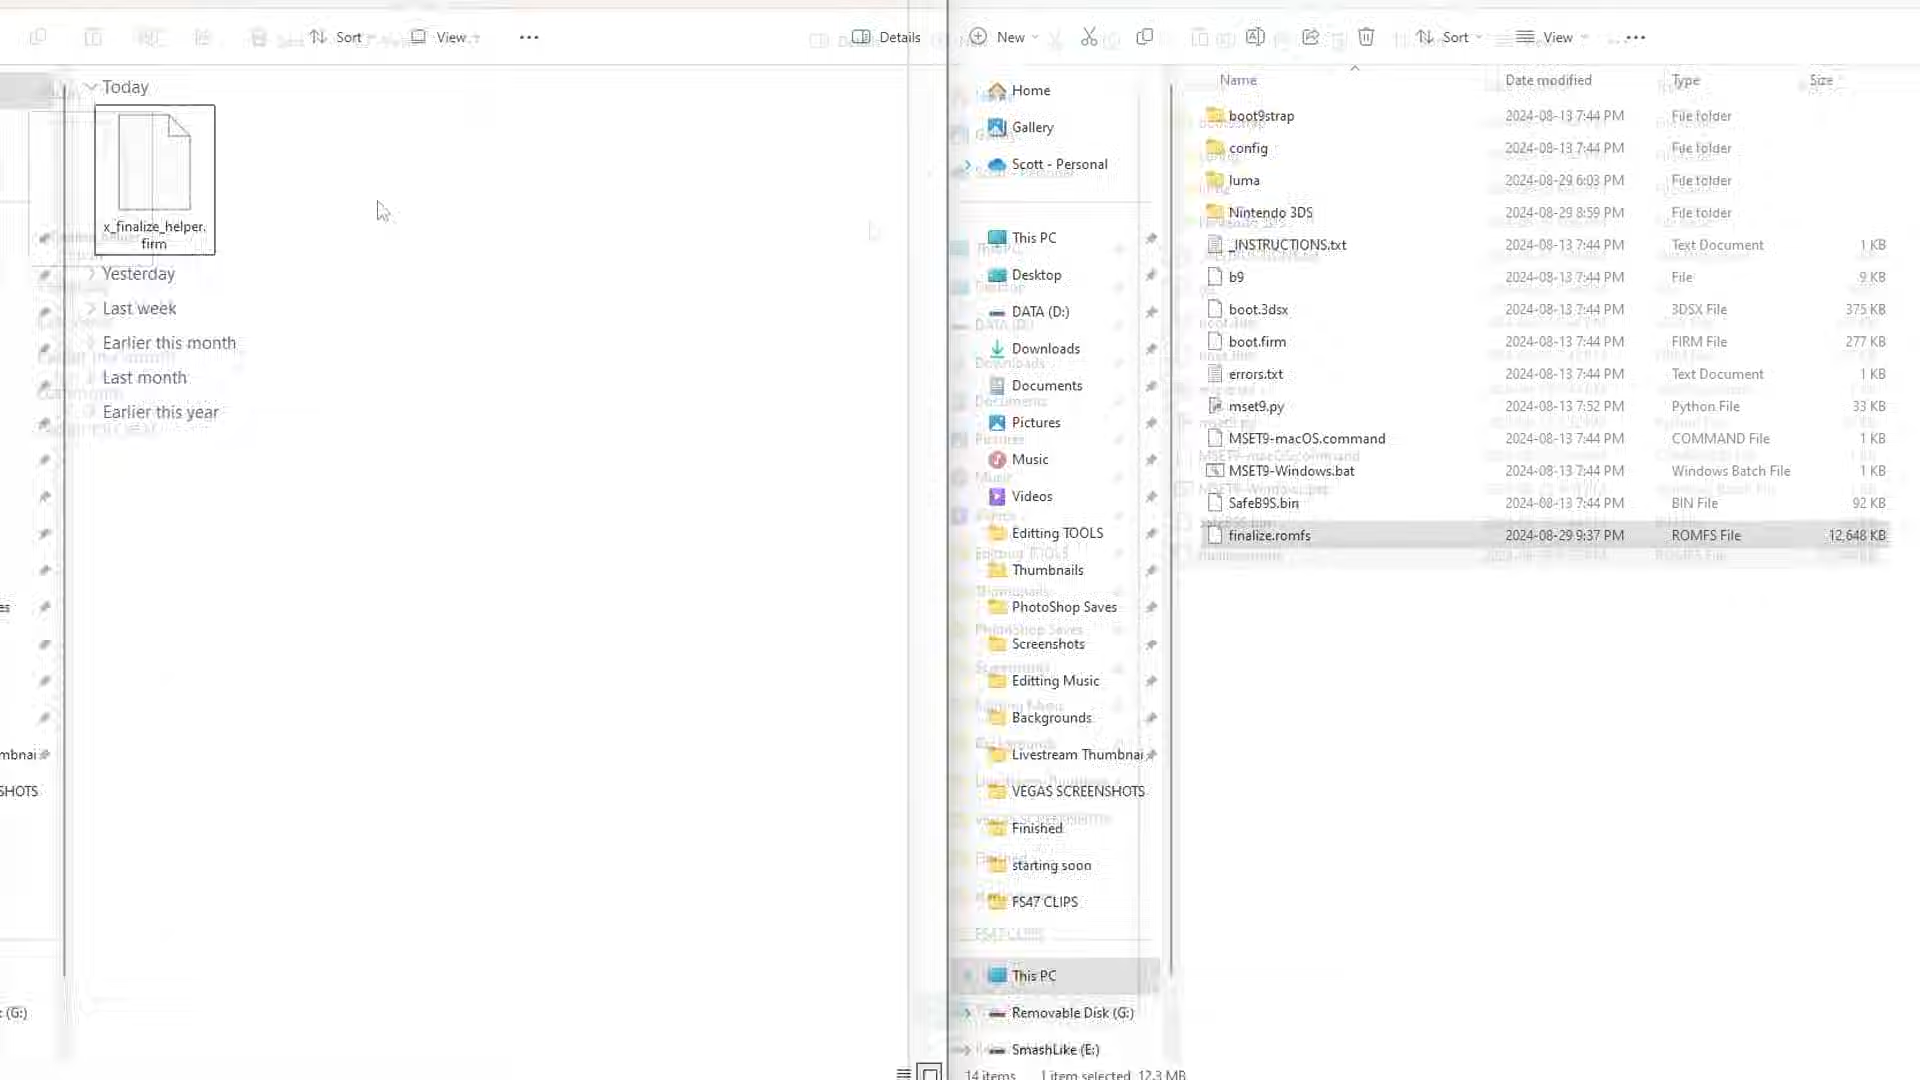 Sort
View
Details
New
Sort
View
Today
x_finalize_helper.
firm
Yesterday
Last week
Earlier this month
Last month
Earlier this year
es
mbnai
SHOTS
(G:)
Home
Gallery
Scott - Personal
This PC
Desktop
DATA (D:)
Downloads
Documents
Pictures
Music
Videos
Editting TOOLS
Thumbnails
PhotoShop Saves
Screenshots
Editting Music
Backgrounds
Livestream Thumbnai
VEGAS SCREENSHOTS
Finished
starting soon
FS47 CLIPS
This PC
Removable Disk (G:)
SmashLike (E:)
Name Date modified Type Size
boot9strap 2024-08-13 7:44 PM File folder
config 2024-08-13 7:44 PM File folder
luma 2024-08-29 6:03 PM File folder
Nintendo 3DS 2024-08-29 8:59 PM File folder
_INSTRUCTIONS.txt 2024-08-13 7:44 PM Text Document 1 KB
b9 2024-08-13 7:44 PM File 9 KB
boot.3dsx 2024-08-13 7:44 PM 3DSX File 375 KB
boot.firm 2024-08-13 7:44 PM FIRM File 277 KB
errors.txt 2024-08-13 7:44 PM Text Document 1 KB
mset9.py 2024-08-13 7:52 PM Python File 33 KB
MSET9-macOS.command 2024-08-13 7:44 PM COMMAND File 1 KB
MSET9-Windows.bat 2024-08-13 7:44 PM Windows Batch File 1 KB
SafeB9S.bin 2024-08-13 7:44 PM BIN File 92 KB
finalize.romfs 2024-08-29 9:37 PM ROMFS File 12,648 KB
14 items 1 item selected 12.3 MB